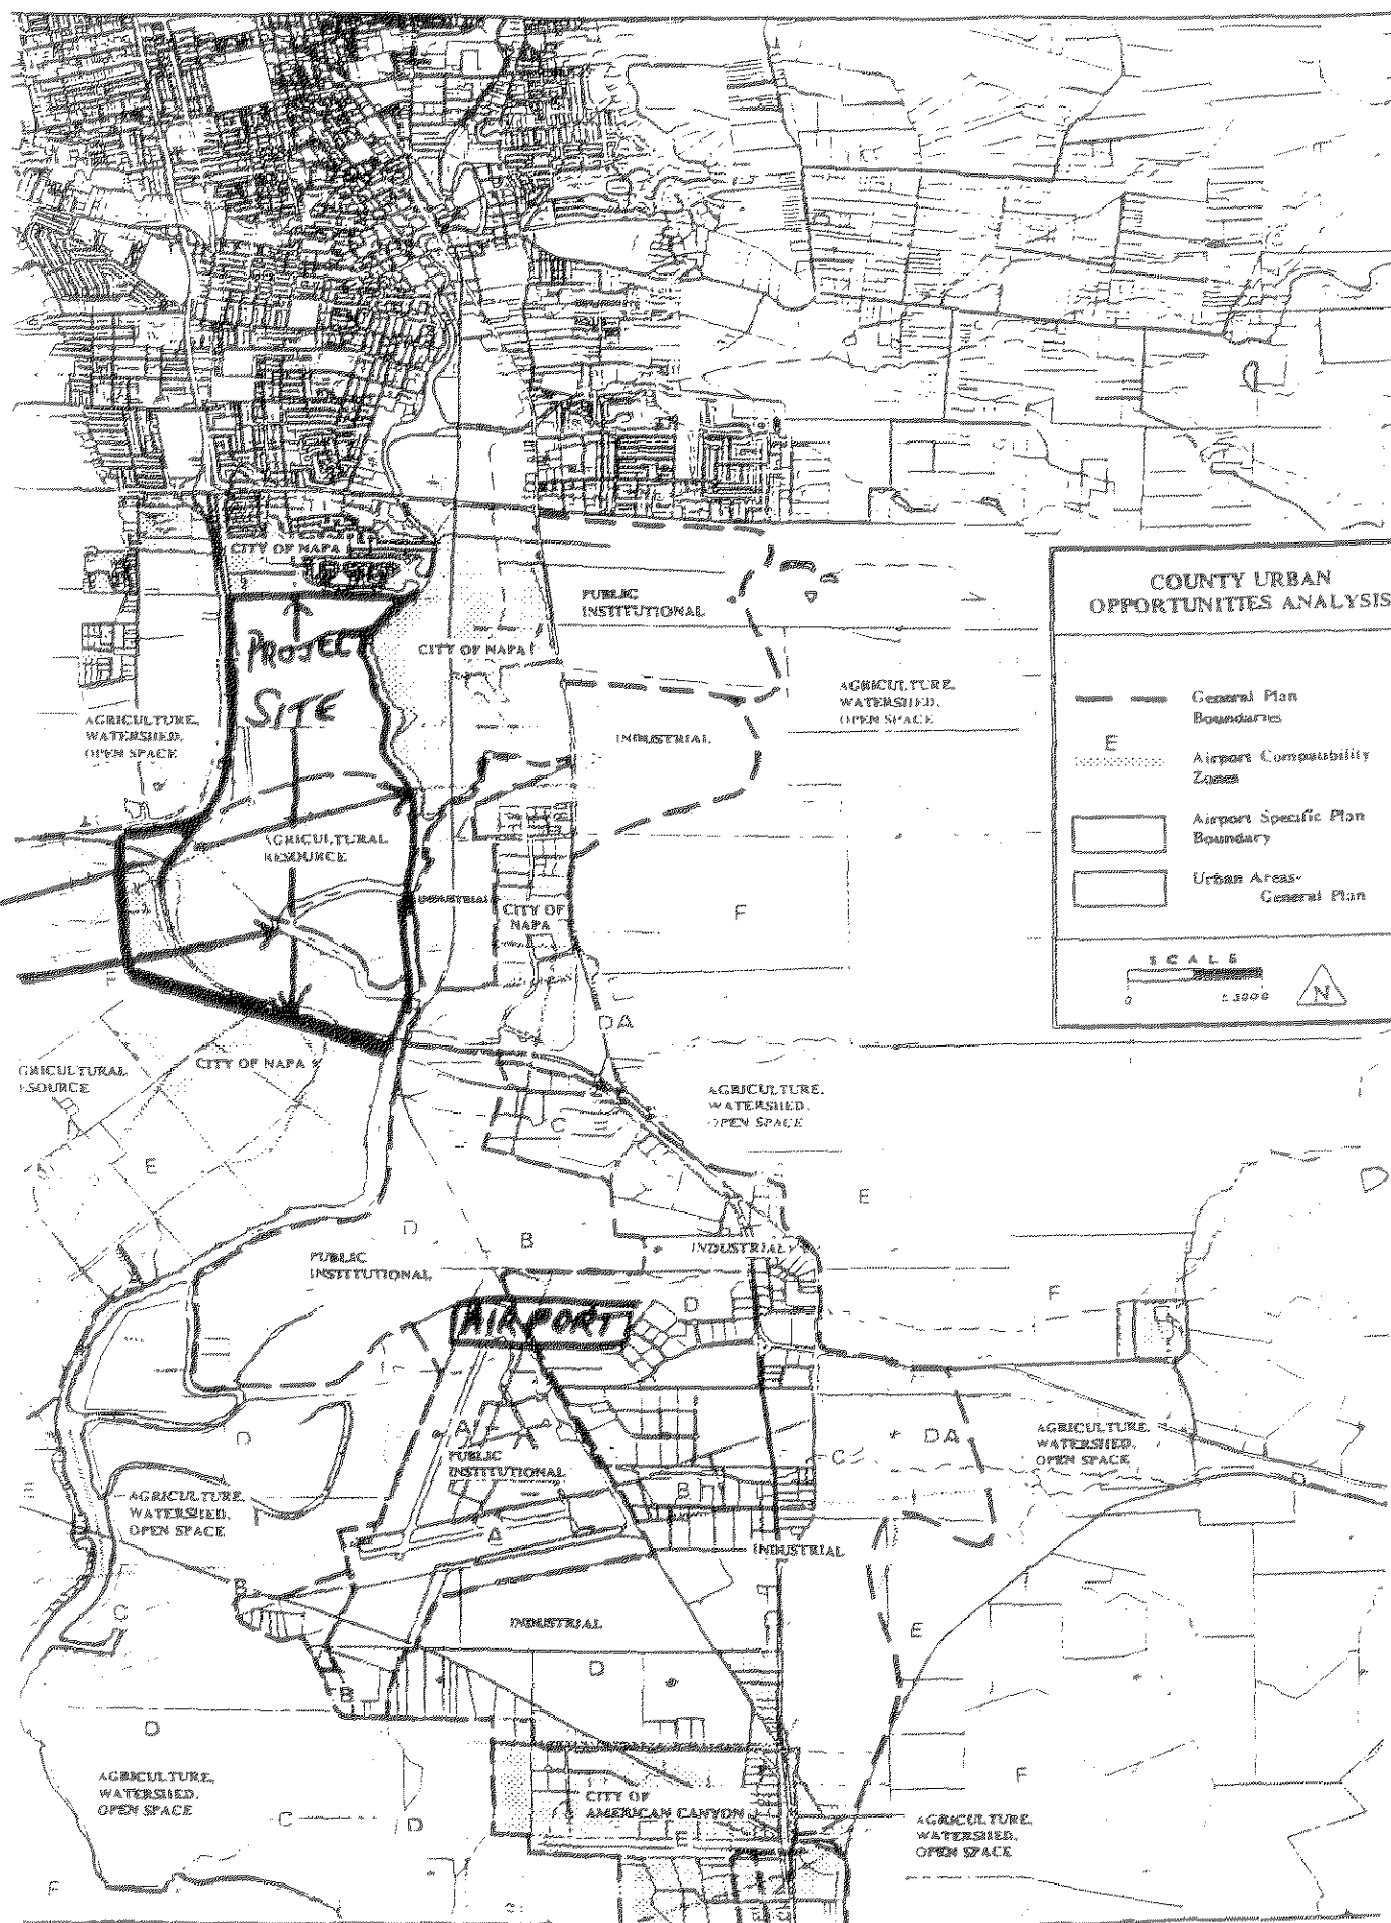 CITY OF NAPA
PROJECT
SITE
PUBLIC
INSTITUTIONAL
CITY OF NAPA
AGRICULTURE,
WATERSHED,
OPEN SPACE
AGRICULTURE,
WATERSHED,
OPEN SPACE
INDUSTRIAL
COUNTY URBAN
OPPORTUNITIES ANALYSIS
General Plan
Boundaries
E
Airport Compatibility
Zones
Airport Specific Plan
Boundary
Urban Areas-
General Plan
SCALE
0
N
AGRICULTURAL
RESOURCE
INDUSTRIAL
CITY OF
NAPA
F
F
DA
CITY OF NAPA
GRICULTURAL
ESOURCE
AGRICULTURE,
WATERSHED,
OPEN SPACE
C
E
E
D
D
B
PUBLIC
INSTITUTIONAL
INDUSTRIAL
F
AIRPORT
D
C
A
PUBLIC
INSTITUTIONAL
D
AGRICULTURE,
WATERSHED,
OPEN SPACE
C
DA
AGRICULTURE,
WATERSHED,
OPEN SPACE
D
E
B
A
INDUSTRIAL
B
C
INDUSTRIAL
E
D
B
D
AGRICULTURE,
WATERSHED,
OPEN SPACE
C
D
CITY OF
AMERICAN CANYON
E
F
AGRICULTURE,
WATERSHED,
OPEN SPACE
F